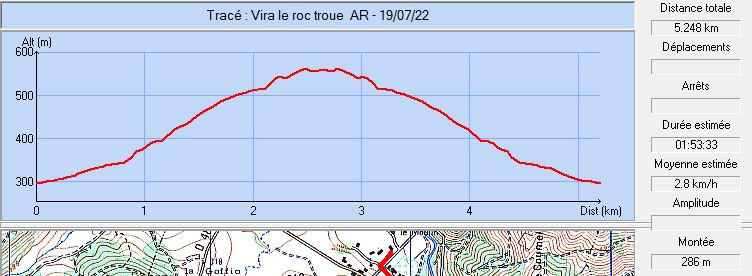 Tracé : Vira le roc troue AR - 19/07/22
Alt (m)
600
500
400
300
0
1
2
3
4
Dist (km)
Distance totale
5.248 km
Déplacements
Arrêts
Durée estimée
01:53:33
Moyenne estimée
2.8 km/h
Amplitude
Montée
286 m